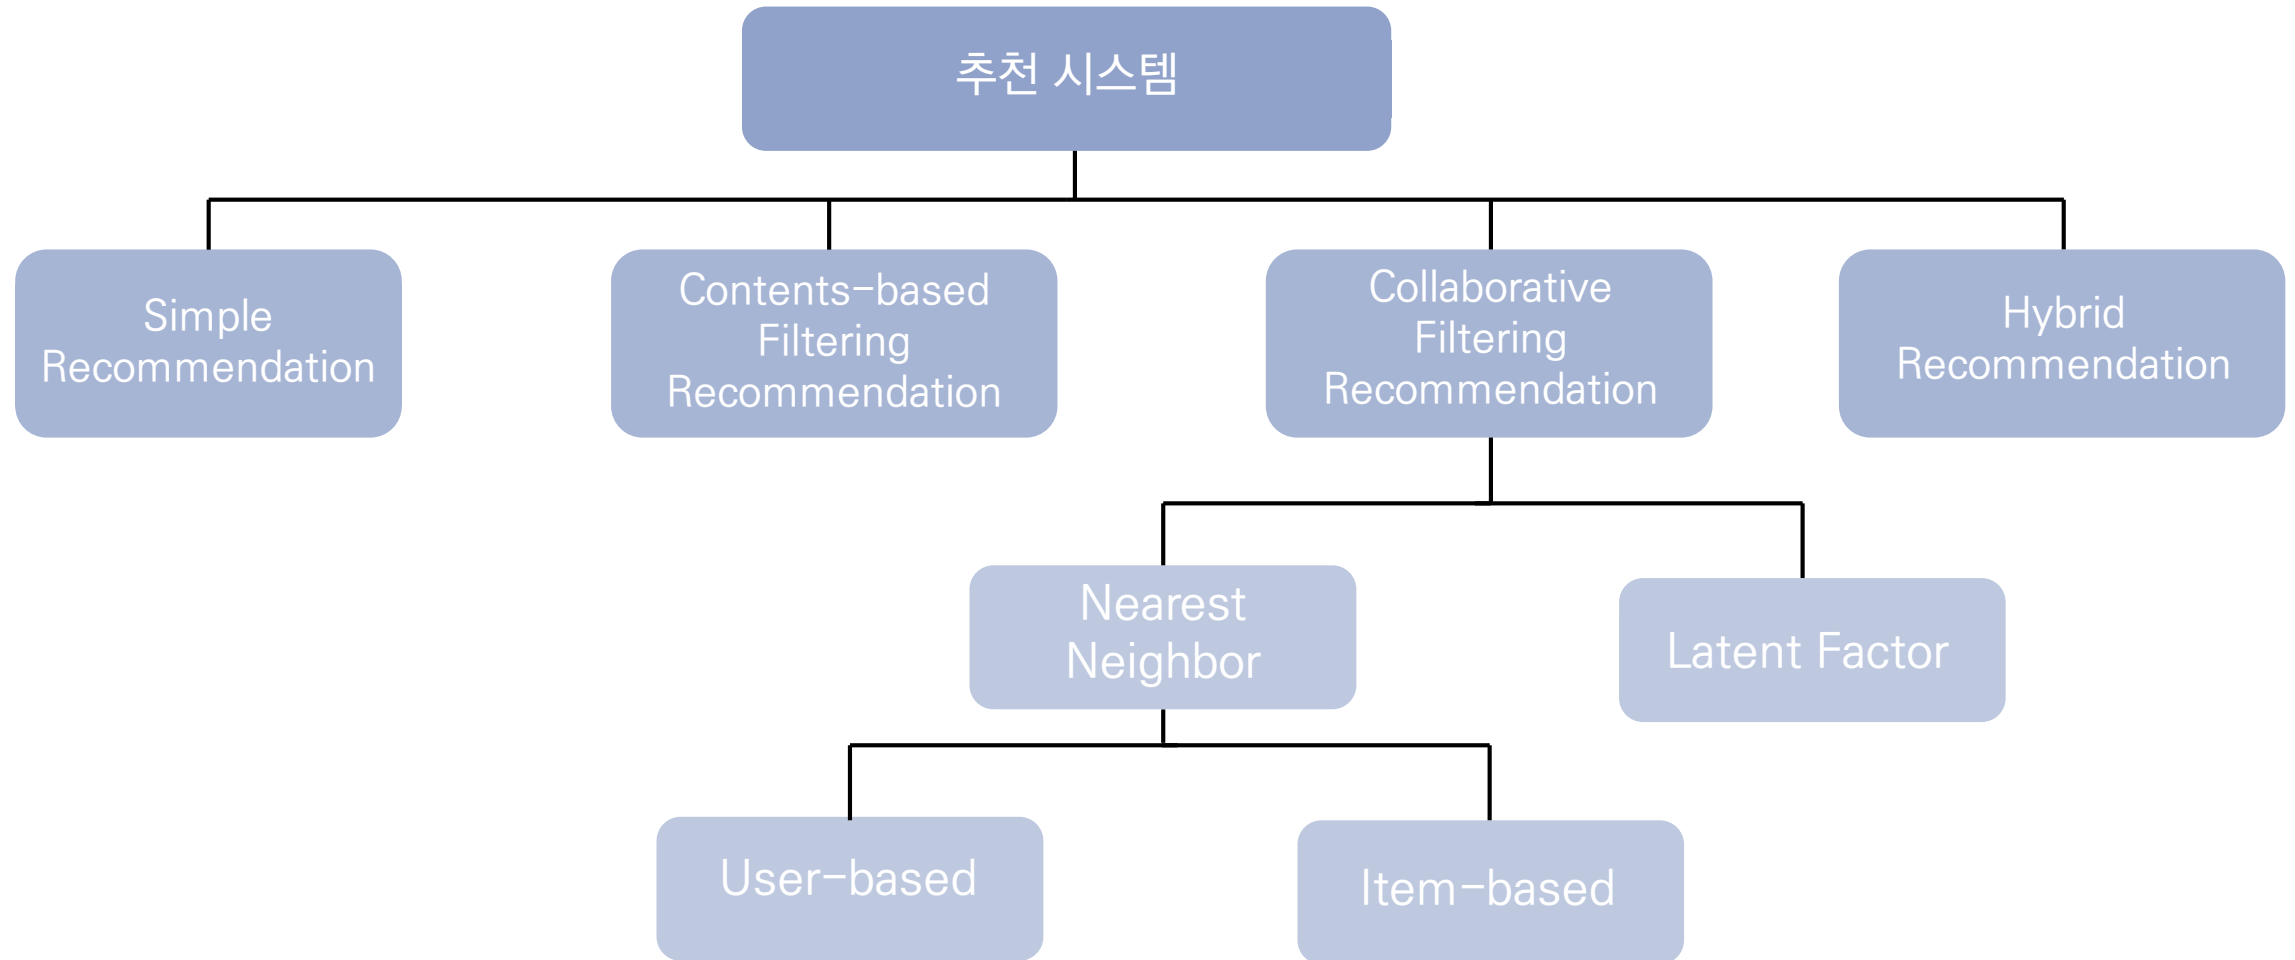 추천 시스템
Simple
Recommendation
Contents-based
Filtering
Recommendation
Collaborative
Filtering
Recommendation
Hybrid
Recommendation
Nearest
Neighbor
Latent Factor
User-based
Item-based